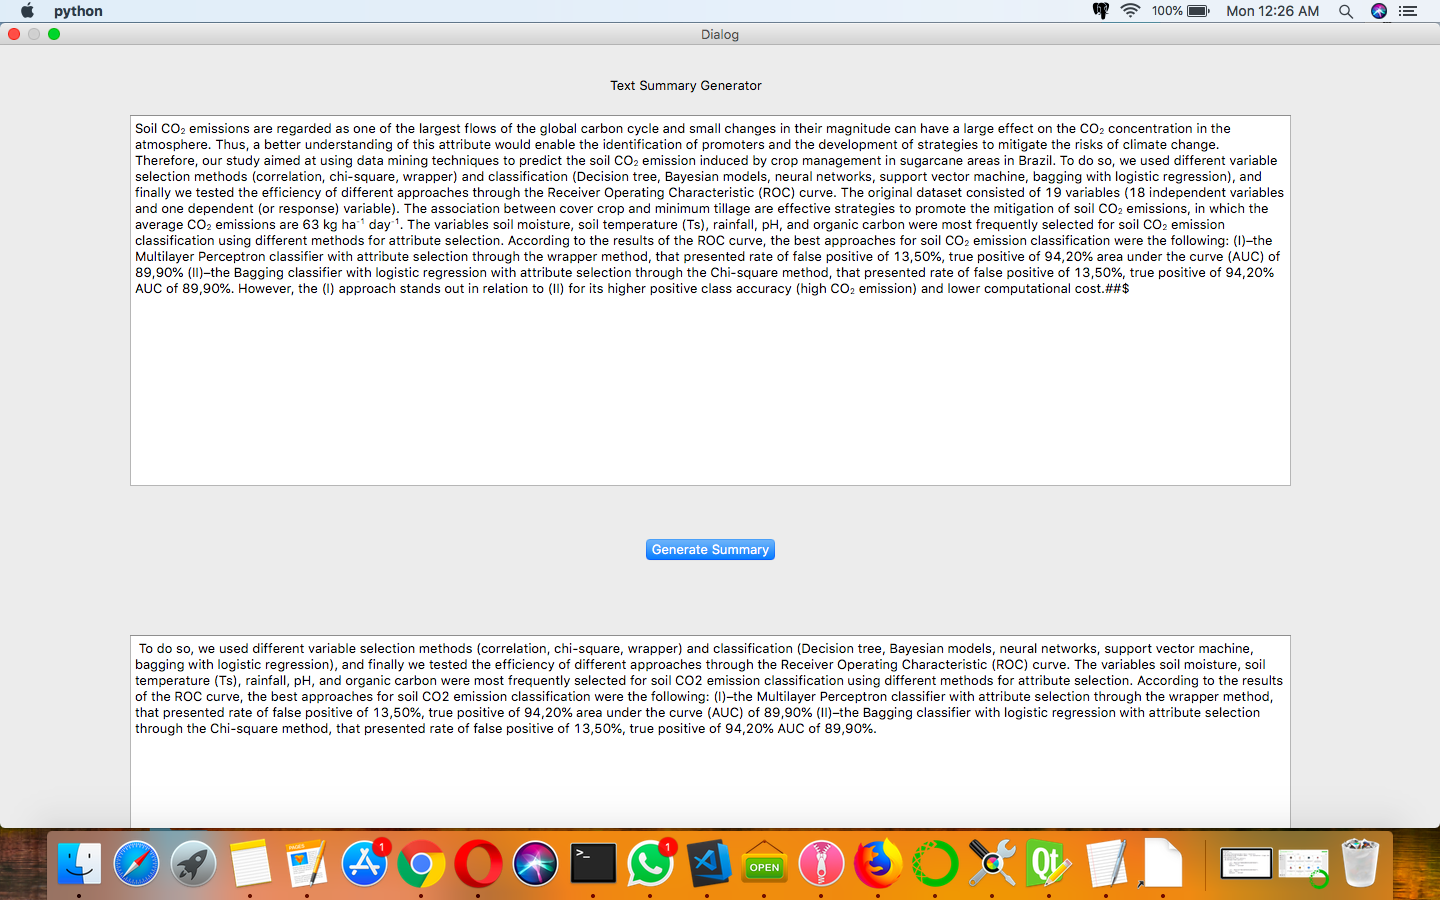 python
100%
Mon 12:26 AM
Dialog
Text Summary Generator
Soil CO₂ emissions are regarded as one of the largest flows of the global carbon cycle and small changes in their magnitude can have a large effect on the CO₂ concentration in the
atmosphere. Thus, a better understanding of this attribute would enable the identification of promoters and the development of strategies to mitigate the risks of climate change.
Therefore, our study aimed at using data mining techniques to predict the soil CO₂ emission induced by crop management in sugarcane areas in Brazil. To do so, we used different variable
selection methods (correlation, chi-square, wrapper) and classification (Decision tree, Bayesian models, neural networks, support vector machine, bagging with logistic regression), and
finally we tested the efficiency of different approaches through the Receiver Operating Characteristic (ROC) curve. The original dataset consisted of 19 variables (18 independent variables
and one dependent (or response) variable). The association between cover crop and minimum tillage are effective strategies to promote the mitigation of soil CO₂ emissions, in which the
average CO₂ emissions are 63 kg ha⁻¹ day⁻¹. The variables soil moisture, soil temperature (Ts), rainfall, pH, and organic carbon were most frequently selected for soil CO₂ emission
classification using different methods for attribute selection. According to the results of the ROC curve, the best approaches for soil CO₂ emission classification were the following: (I)–the
Multilayer Perceptron classifier with attribute selection through the wrapper method, that presented rate of false positive of 13,50%, true positive of 94,20% area under the curve (AUC) of
89,90% (II)–the Bagging classifier with logistic regression with attribute selection through the Chi-square method, that presented rate of false positive of 13,50%, true positive of 94,20%
AUC of 89,90%. However, the (I) approach stands out in relation to (II) for its higher positive class accuracy (high CO₂ emission) and lower computational cost.##$
Generate Summary
To do so, we used different variable selection methods (correlation, chi-square, wrapper) and classification (Decision tree, Bayesian models, neural networks, support vector machine,
bagging with logistic regression), and finally we tested the efficiency of different approaches through the Receiver Operating Characteristic (ROC) curve. The variables soil moisture, soil
temperature (Ts), rainfall, pH, and organic carbon were most frequently selected for soil CO2 emission classification using different methods for attribute selection. According to the results
of the ROC curve, the best approaches for soil CO2 emission classification were the following: (I)–the Multilayer Perceptron classifier with attribute selection through the wrapper method,
that presented rate of false positive of 13,50%, true positive of 94,20% area under the curve (AUC) of 89,90% (II)–the Bagging classifier with logistic regression with attribute selection
through the Chi-square method, that presented rate of false positive of 13,50%, true positive of 94,20% AUC of 89,90%.
PAGES
1
>_
1
OPEN
Qt